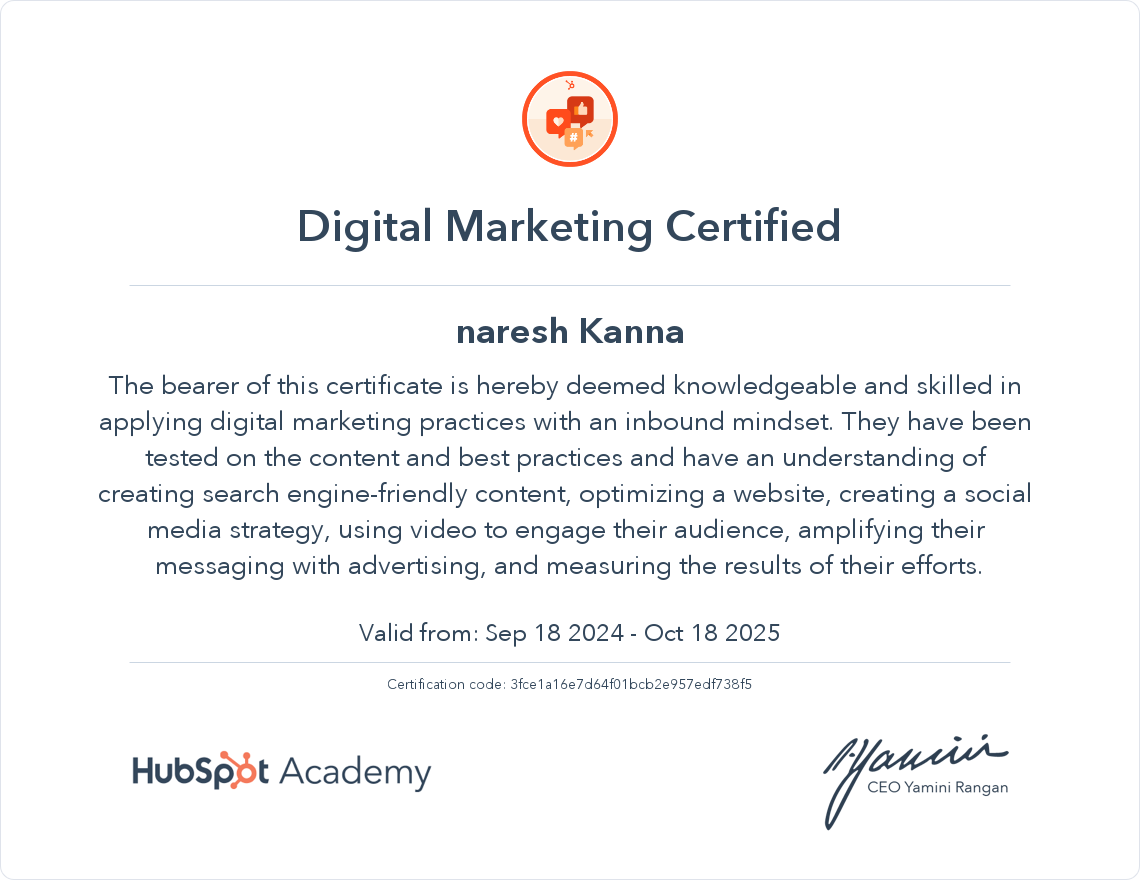 #
Digital Marketing Certified
naresh Kanna
The bearer of this certificate is hereby deemed knowledgeable and skilled in
applying digital marketing practices with an inbound mindset. They have been
tested on the content and best practices and have an understanding of
creating search engine-friendly content, optimizing a website, creating a social
media strategy, using video to engage their audience, amplifying their
messaging with advertising, and measuring the results of their efforts.
Valid from: Sep 18 2024 - Oct 18 2025
Certification code: 3fce1a16e7d64f01bcb2e957edf738f5
HubSpot Academy
CEO Yamini Rangan